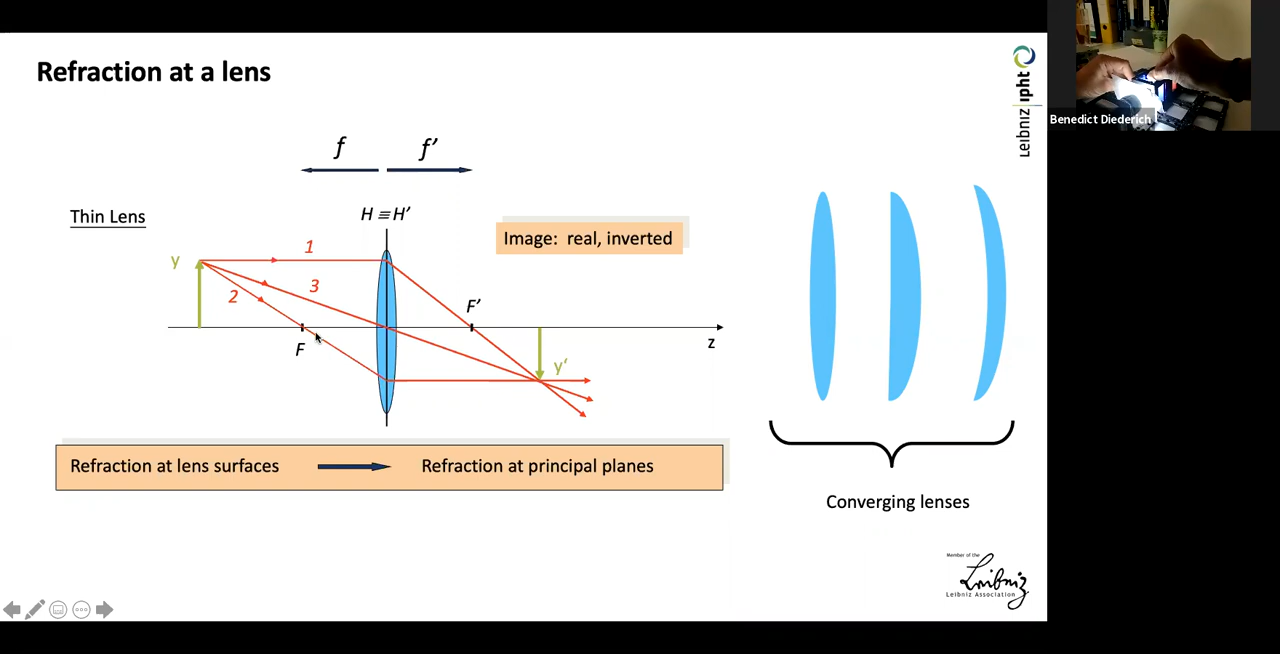 Refraction at a lens
Leibniz ipht
Benedict Diederich
f f’
Thin Lens
H ≡ H’
Image: real, inverted
y
1
3
2
F’
F
z
y‘
Refraction at lens surfaces Refraction at principal planes
Converging lenses
Member of the
Leibniz
Leibniz Association